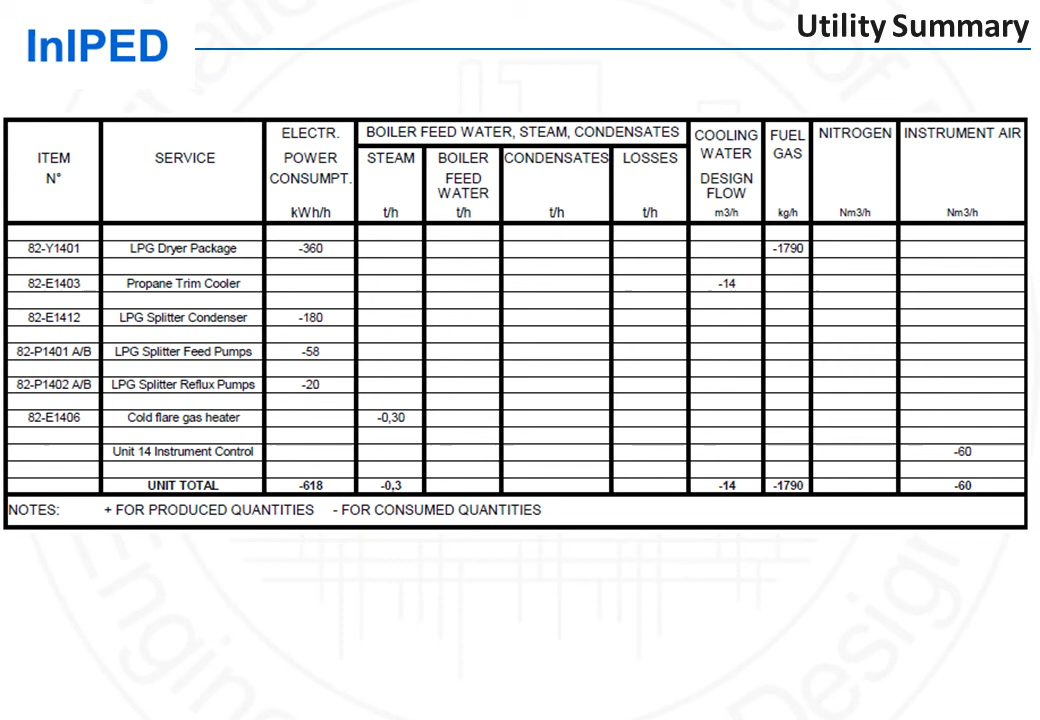 InIPED
Utility Summary
ITEM N° SERVICE ELECTR. POWER CONSUMPT. kWh/h BOILER FEED WATER, STEAM, CONDENSATES COOLING WATER DESIGN FLOW m3/h FUEL GAS kg/h NITROGEN Nm3/h INSTRUMENT AIR Nm3/h
STEAM t/h BOILER FEED WATER t/h CONDENSATES t/h LOSSES t/h
82-Y1401 LPG Dryer Package -360 -1790
82-E1403 Propane Trim Cooler -14
82-E1412 LPG Splitter Condenser -180
82-P1401 A/B LPG Splitter Feed Pumps -58
82-P1402 A/B LPG Splitter Reflux Pumps -20
82-E1406 Cold flare gas heater -0,30
Unit 14 Instrument Control -60
UNIT TOTAL -618 -0,3 -14 -1790 -60
NOTES: + FOR PRODUCED QUANTITIES - FOR CONSUMED QUANTITIES